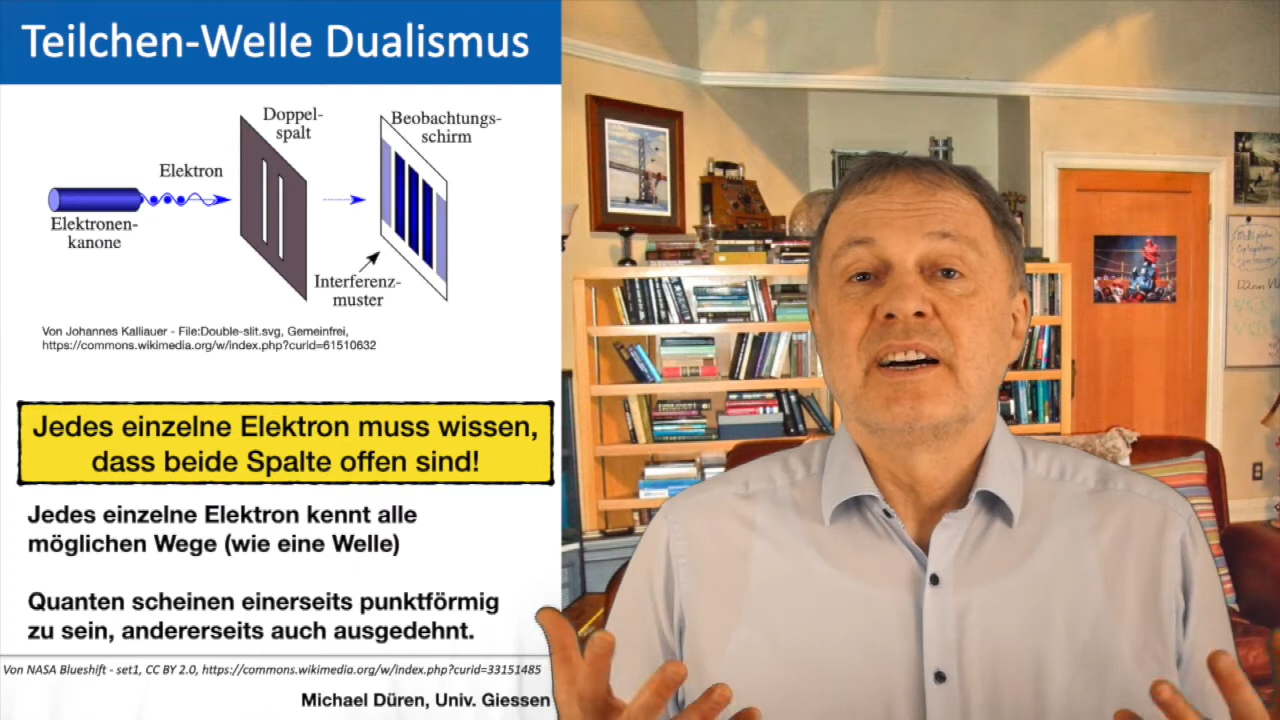 Teilchen-Welle Dualismus
Doppel-
spalt
Beobachtungs-
schirm
Elektron
Elektronen-
kanone
Interferenz-
muster
Von Johannes Kalliauer - File:Double-slit.svg, Gemeinfrei,
https://commons.wikimedia.org/w/index.php?curid=61510632
Jedes einzelne Elektron muss wissen,
dass beide Spalte offen sind!
Jedes einzelne Elektron kennt alle
möglichen Wege (wie eine Welle)
Quanten scheinen einerseits punktförmig
zu sein, andererseits auch ausgedehnt.
Von NASA Blueshift - set1, CC BY 2.0, https://commons.wikimedia.org/w/index.php?curid=33151485
Michael Düren, Univ. Giessen